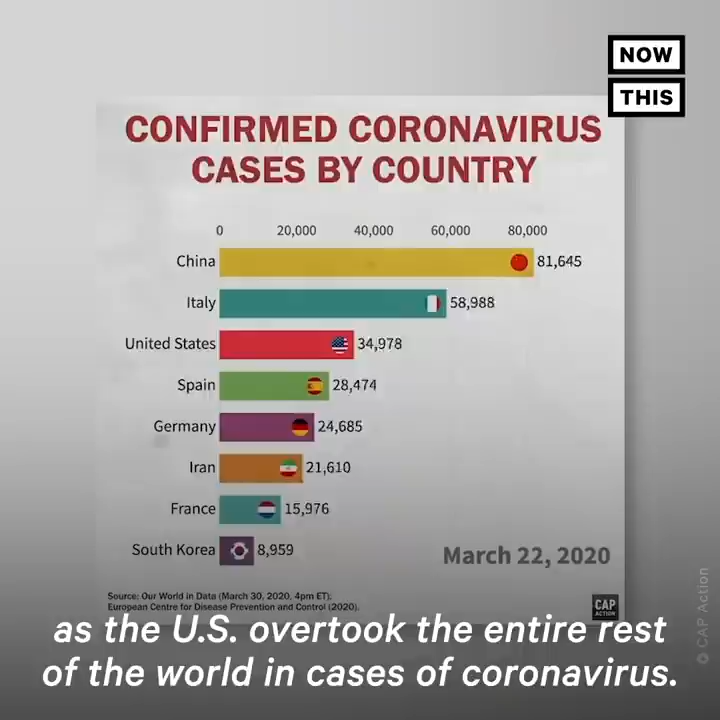 NOW
THIS
CONFIRMED CORONAVIRUS
CASES BY COUNTRY
0 20,000 40,000 60,000 80,000
China 81,645
Italy 58,988
United States 34,978
Spain 28,474
Germany 24,685
Iran 21,610
France 15,976
South Korea 8,959
March 22, 2020
Source: Our World in Data (March 30, 2020, 4pm ET);
European Centre for Disease Prevention and Control (2020).
CAP
ACTION
© CAP Action
as the U.S. overtook the entire rest
of the world in cases of coronavirus.